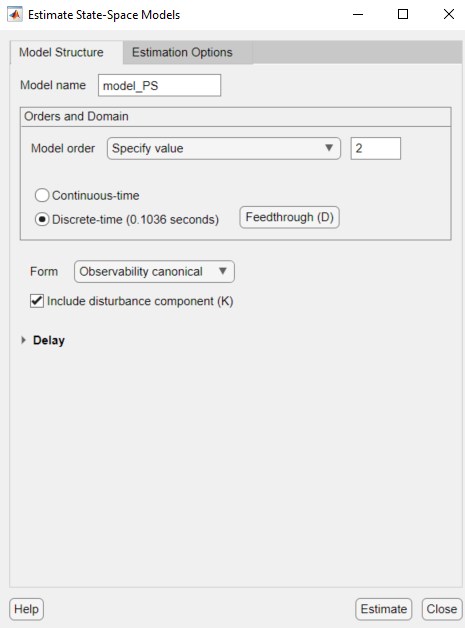 Estimate State-Space Models
Model Structure Estimation Options
Model name model_PS
Orders and Domain
Model order Specify value 2
Continuous-time
Discrete-time (0.1036 seconds) Feedthrough (D)
Form Observability canonical
Include disturbance component (K)
Delay
Help Estimate Close